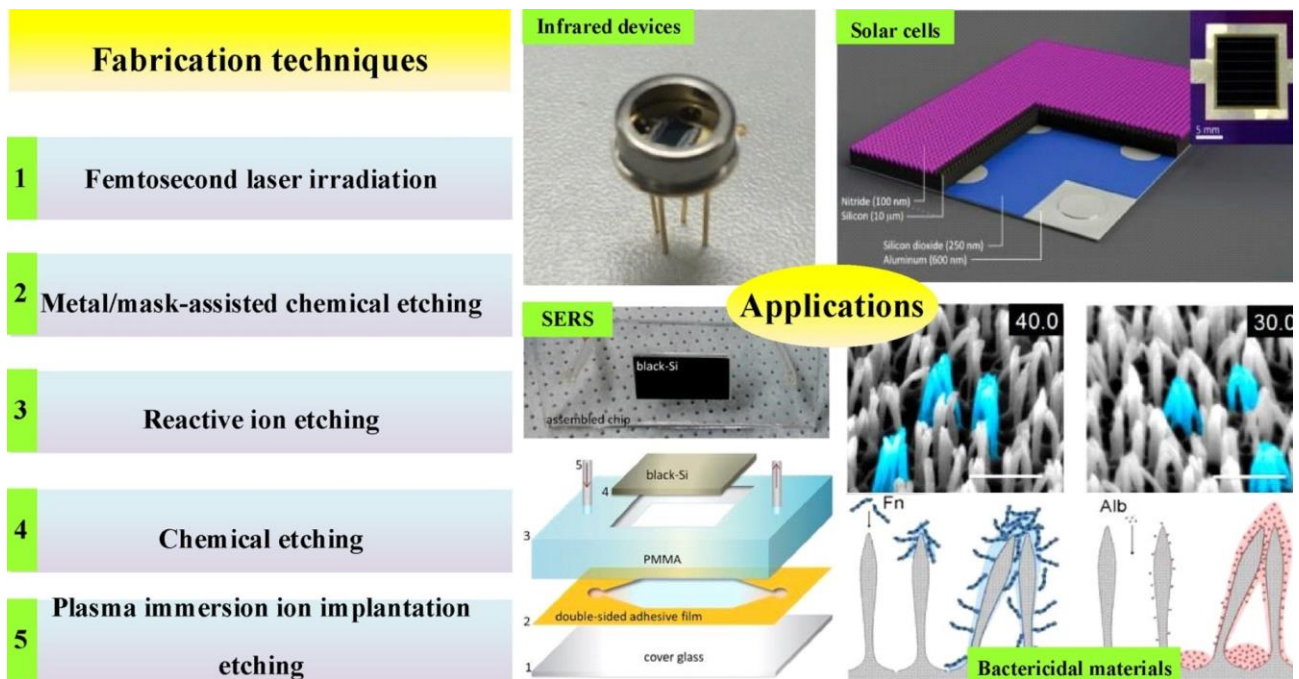 Fabrication techniques
1
Femtosecond laser irradiation
2
Metal/mask-assisted chemical etching
3
Reactive ion etching
4
Chemical etching
5
Plasma immersion ion implantation
etching
Infrared devices
Solar cells
5 mm
Nitride (100 nm)
Silicon (10 μm)
Silicon dioxide (250 nm)
Aluminum (600 nm)
Applications
SERS
black-Si
assembled chip
5
black-Si
4
3
PMMA
double-sided adhesive film
2
cover glass
1
40.0
30.0
Fn
Alb
Bactericidal materials